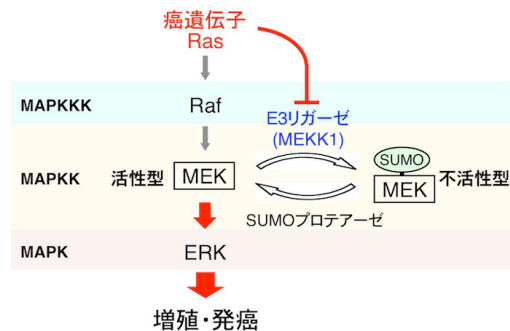 癌遺伝子
Ras
MAPKKK
Raf
E3リガーゼ
(MEKK1)
MAPKK
活性型
MEK
SUMO
MEK
不活性型
SUMOプロテアーゼ
MAPK
ERK
増殖・発癌